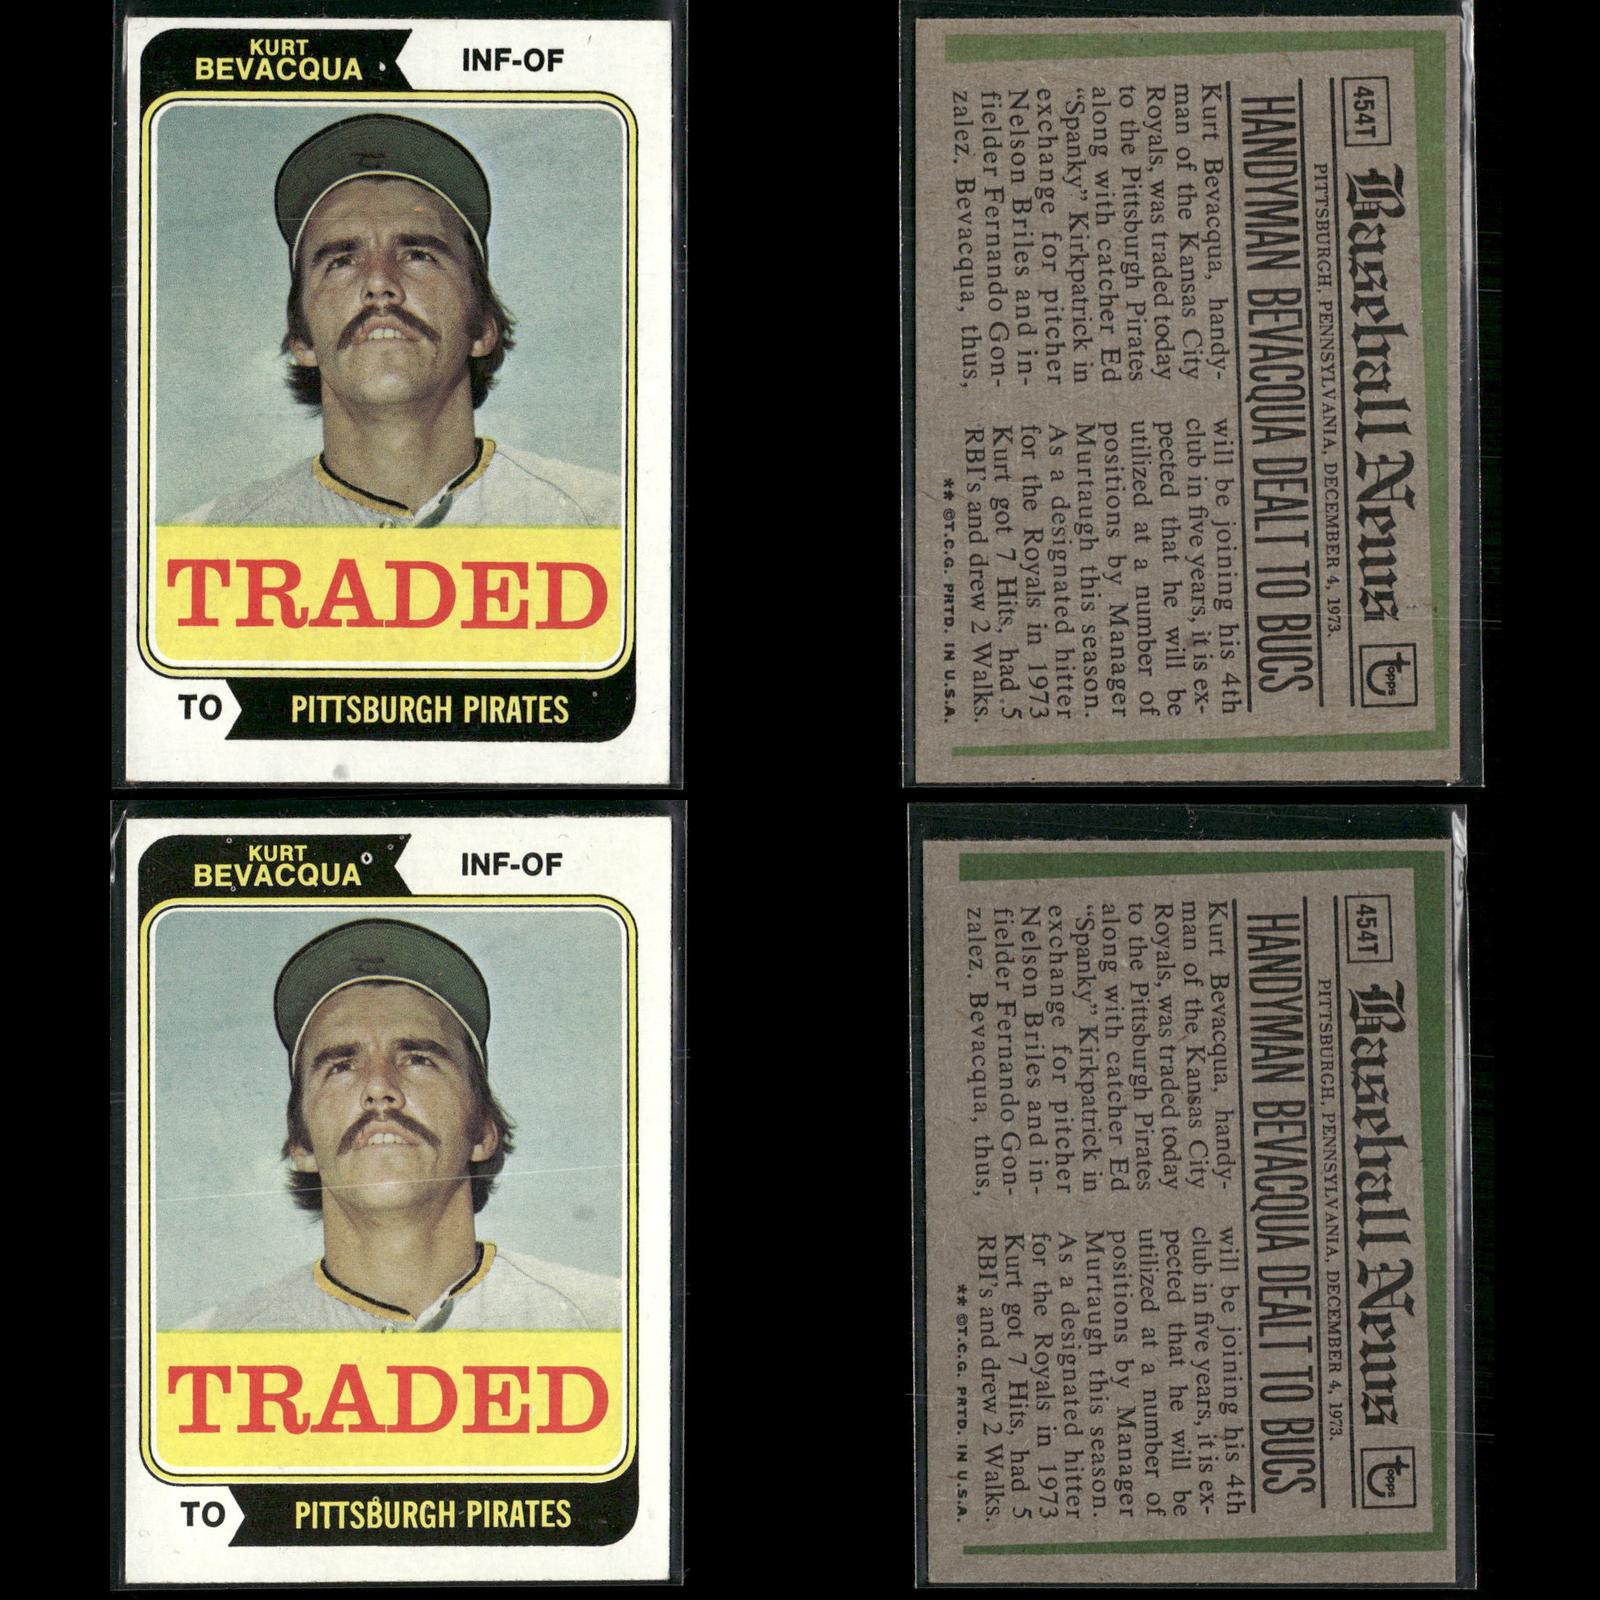 KURT
BEVACQUA
INF-OF
TRADED
TO
PITTSBURGH PIRATES
454T
Baseball News
topps
PITTSBURGH, PENNSYLVANIA, DECEMBER 4, 1973.
HANDYMAN BEVACQUA DEALT TO BUCS
Kurt Bevacqua, handy-
man of the Kansas City
Royals, was traded today
to the Pittsburgh Pirates
along with catcher Ed
"Spanky" Kirkpatrick in
exchange for pitcher
Nelson Briles and in-
fielder Fernando Gon-
zalez. Bevacqua, thus,
will be joining his 4th
club in five years, it is ex-
pected that he will be
utilized at a number of
positions by Manager
Murtaugh this season.
As a designated hitter
for the Royals in 1973
Kurt got 7 Hits, had 5
RBI's and drew 2 Walks.
** ©T.C.G. PRTD. IN U.S.A.
KURT
BEVACQUA
INF-OF
TRADED
TO
PITTSBURGH PIRATES
454T
Baseball News
topps
PITTSBURGH, PENNSYLVANIA, DECEMBER 4, 1973.
HANDYMAN BEVACQUA DEALT TO BUCS
Kurt Bevacqua, handy-
man of the Kansas City
Royals, was traded today
to the Pittsburgh Pirates
along with catcher Ed
"Spanky" Kirkpatrick in
exchange for pitcher
Nelson Briles and in-
fielder Fernando Gon-
zalez. Bevacqua, thus,
will be joining his 4th
club in five years, it is ex-
pected that he will be
utilized at a number of
positions by Manager
Murtaugh this season.
As a designated hitter
for the Royals in 1973
Kurt got 7 Hits, had 5
RBI's and drew 2 Walks.
** ©T.C.G. PRTD. IN U.S.A.